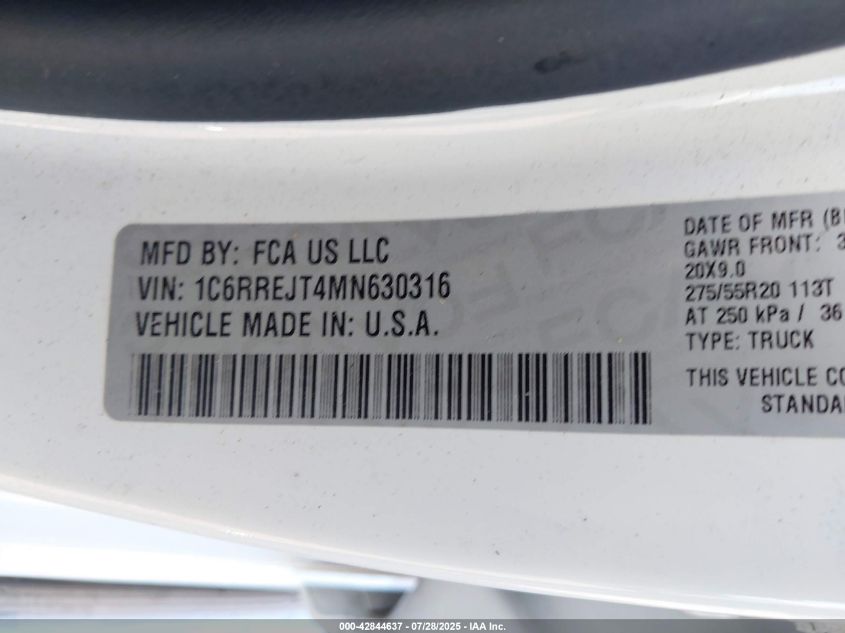 MFD BY: FCA US LLC
VIN: 1C6RREJT4MN630316
VEHICLE MADE IN: U.S.A.
DATE OF MFR
GAWR FRONT:
20X9.0
275/55R20 113T
AT 250 kPa / 36
TYPE: TRUCK
THIS VEHICLE
000-42844637 - 07/28/2025 - IAA Inc.